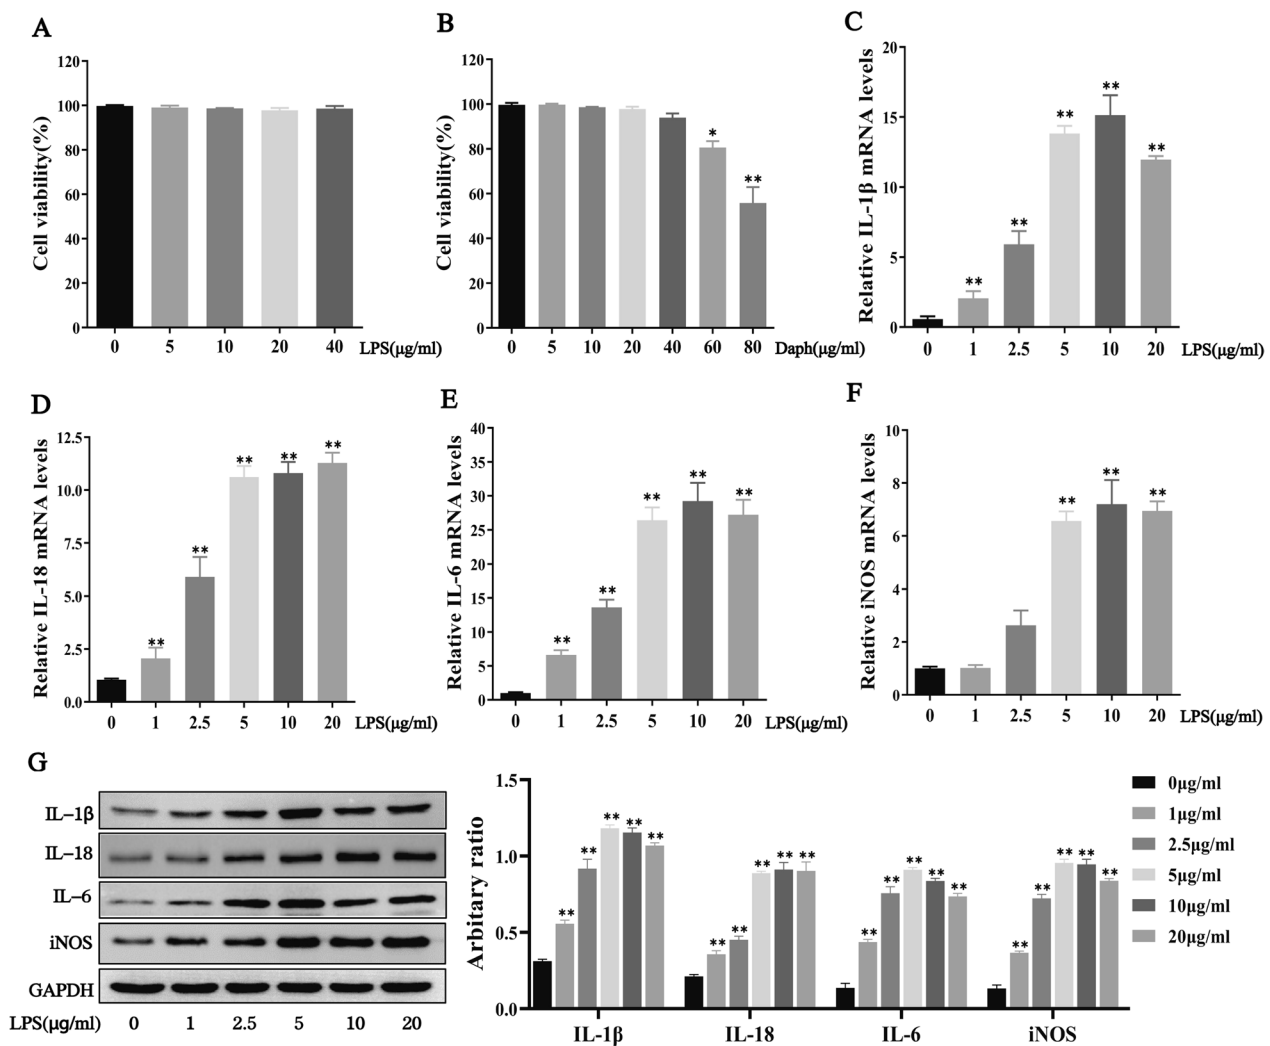 A
Cell viability(%)
120
100
80
60
40
20
0
0 5 10 20 40 LPS(μg/ml)
B
Cell viability(%)
120
100
80
60
40
20
0
* **
0 5 10 20 40 60 80 Daph(μg/ml)
C
Relative IL-1β mRNA levels
20
15
10
5
0
** ** ** ** **
0 1 2.5 5 10 20 LPS(μg/ml)
D
Relative IL-18 mRNA levels
12.5
10.0
7.5
5.0
2.5
0.0
** ** ** ** **
0 1 2.5 5 10 20 LPS(μg/ml)
E
Relative IL-6 mRNA levels
40
35
30
25
20
15
10
5
0
** ** ** ** **
0 1 2.5 5 10 20 LPS(μg/ml)
F
Relative iNOS mRNA levels
10
8
6
4
2
0
** ** **
0 1 2.5 5 10 20 LPS(μg/ml)
G
IL-1β
IL-18
IL-6
iNOS
GAPDH
LPS(μg/ml) 0 1 2.5 5 10 20
Arbitary ratio
1.5
1.0
0.5
0.0
** ** ** ** ** ** ** ** ** ** ** ** ** ** ** ** ** ** ** **
IL-1β IL-18 IL-6 iNOS
0μg/ml
1μg/ml
2.5μg/ml
5μg/ml
10μg/ml
20μg/ml